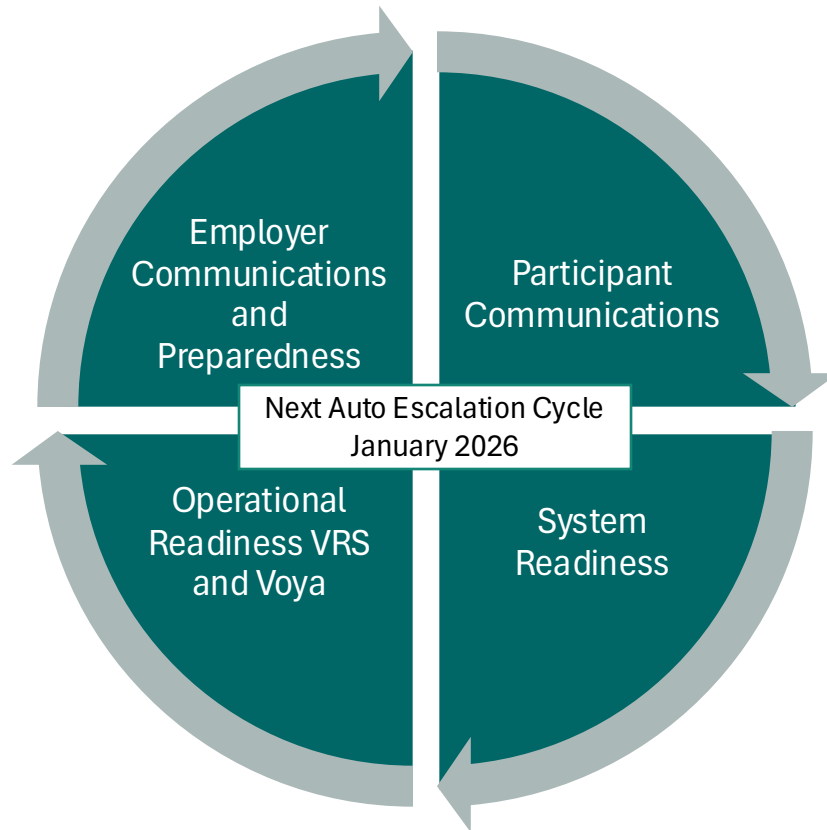 Employer
Communications
and
Preparedness
Participant
Communications
Next Auto Escalation Cycle
January 2026
Operational
Readiness VRS
and Voya
System
Readiness